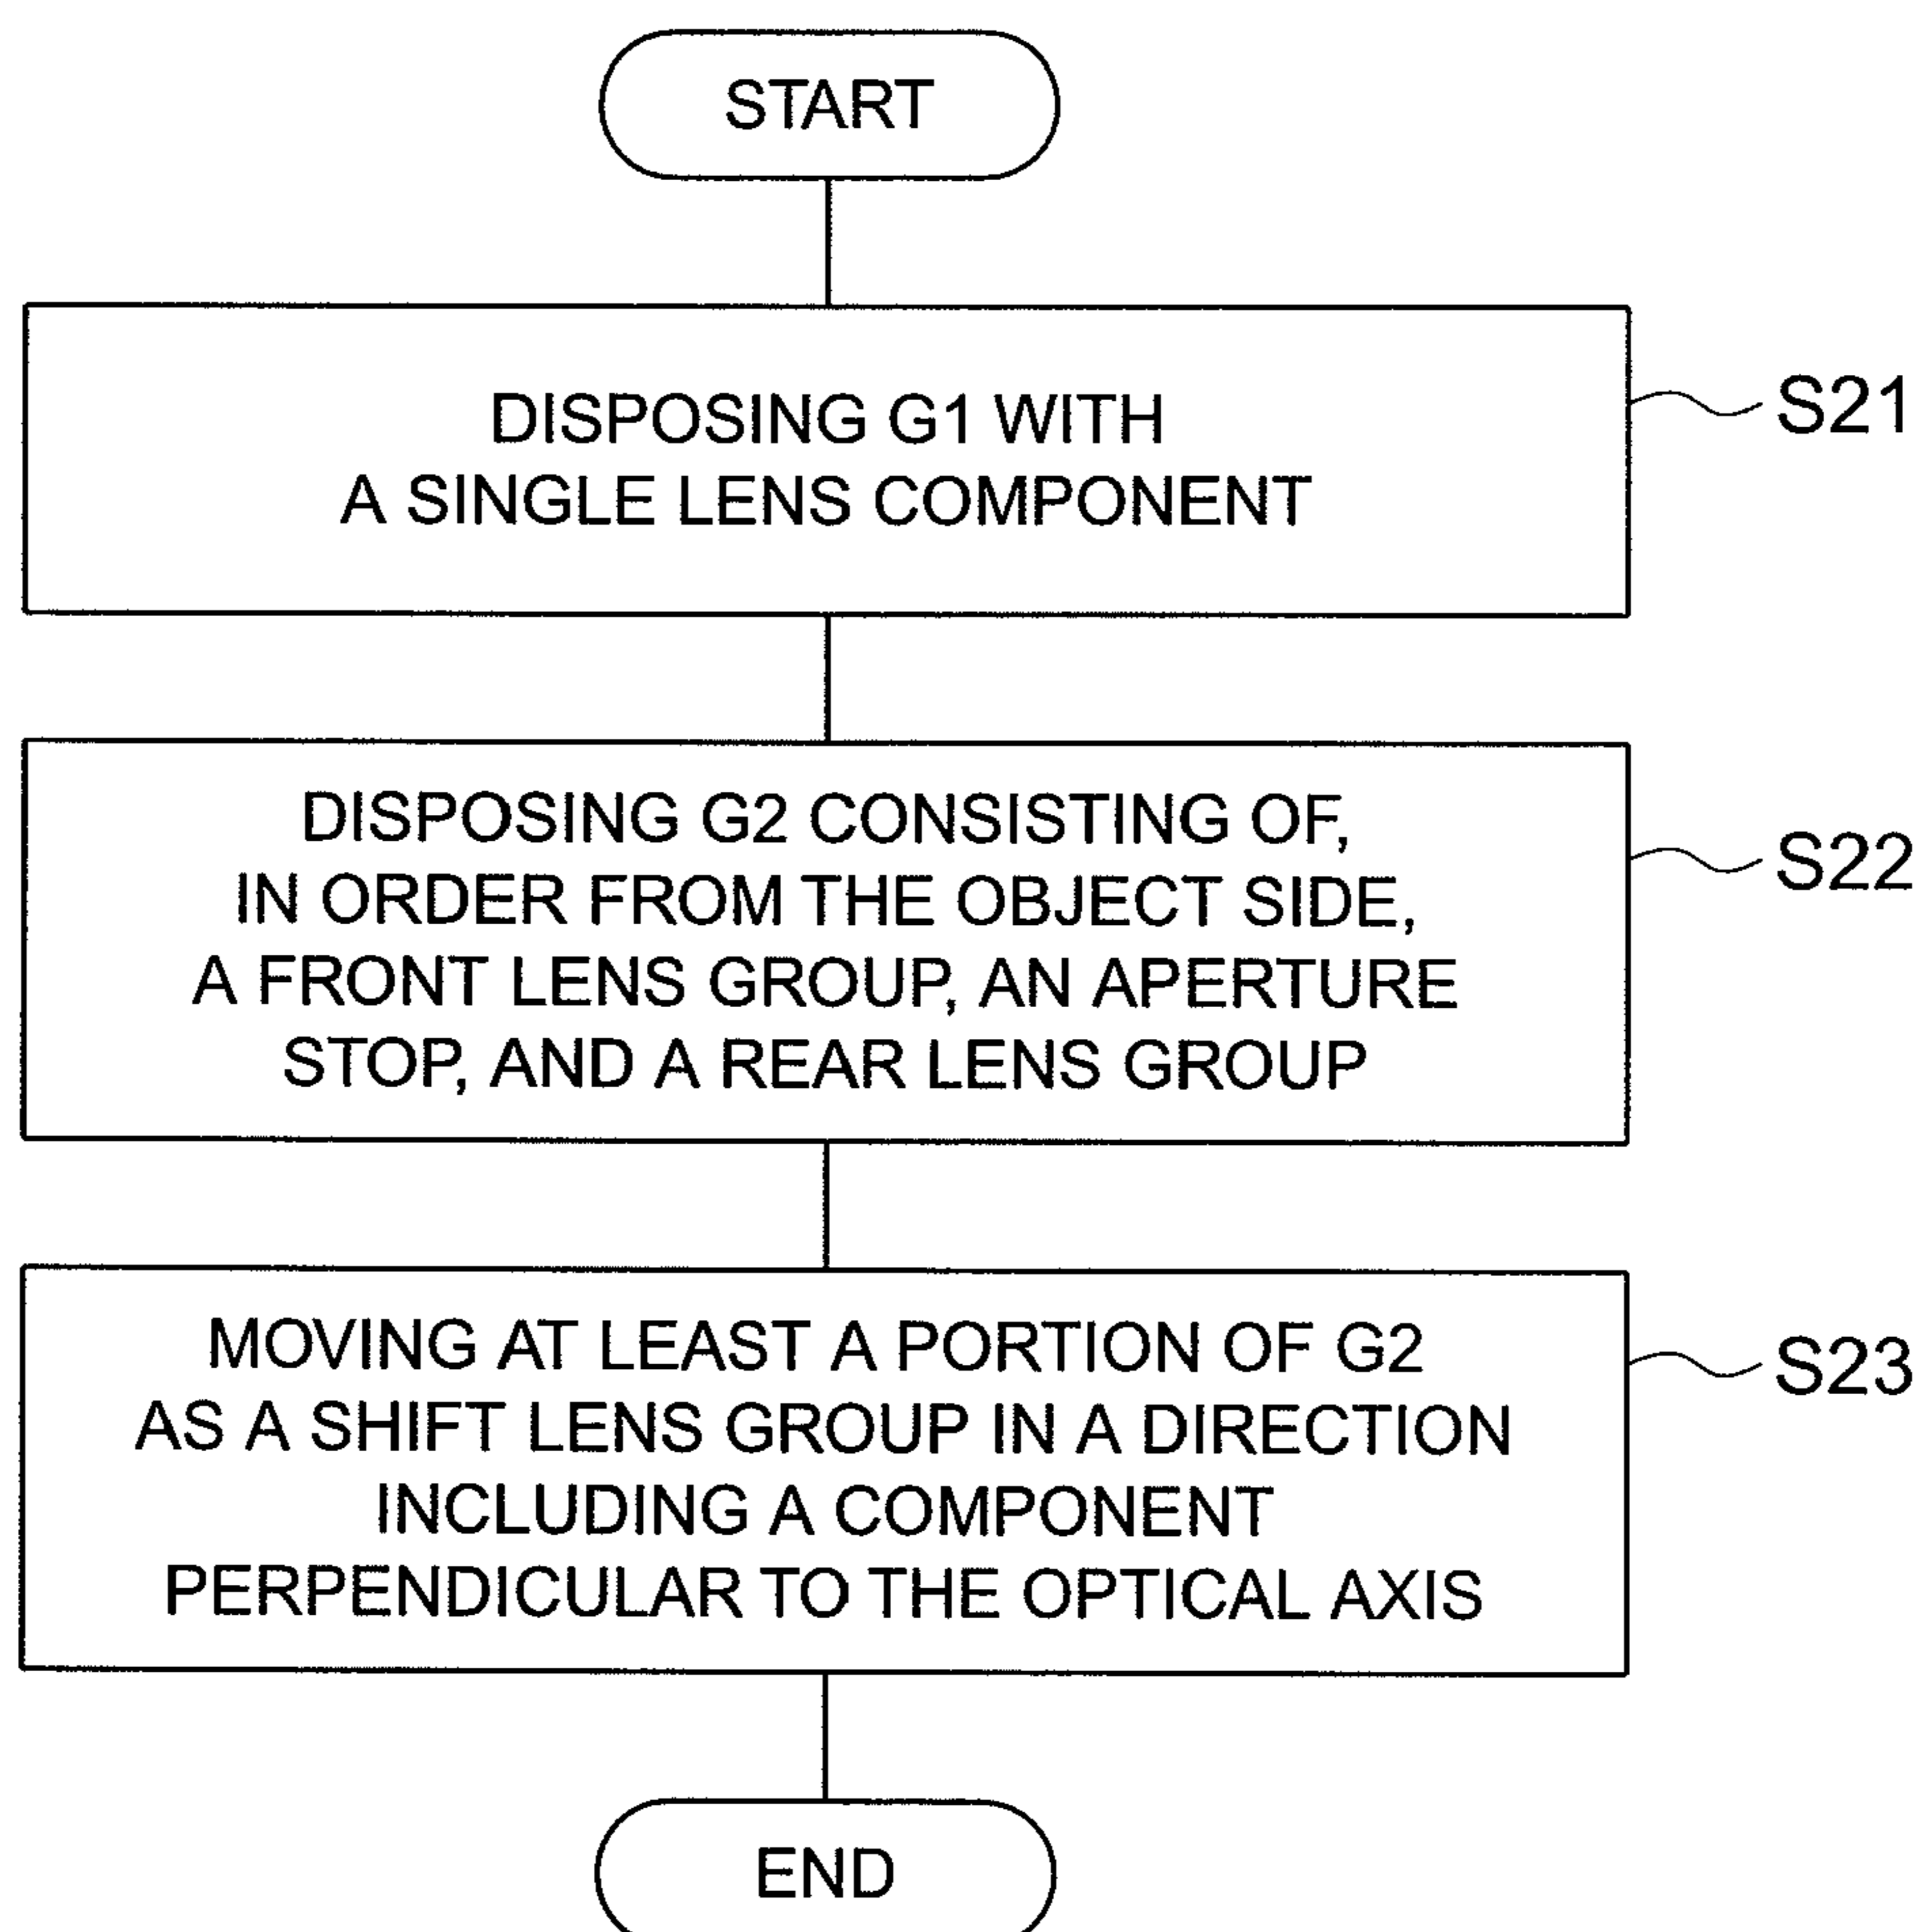 START
DISPOSING G1 WITH
A SINGLE LENS COMPONENT
S21
DISPOSING G2 CONSISTING OF,
IN ORDER FROM THE OBJECT SIDE,
A FRONT LENS GROUP, AN APERTURE
STOP, AND A REAR LENS GROUP
S22
MOVING AT LEAST A PORTION OF G2
AS A SHIFT LENS GROUP IN A DIRECTION
INCLUDING A COMPONENT
PERPENDICULAR TO THE OPTICAL AXIS
S23
END